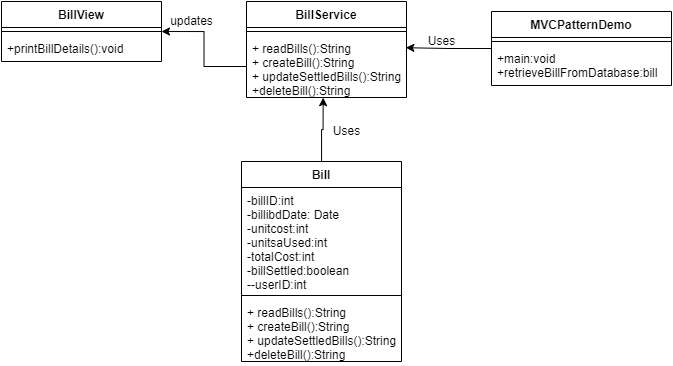 BillView
+printBillDetails():void
updates
BillService
+ readBills():String
+ createBill():String
+ updateSettledBills():String
+deleteBill():String
Uses
MVCPatternDemo
+main:void
+retrieveBillFromDatabase:bill
Uses
Bill
-billID:int
-billibdDate: Date
-unitcost:int
-unitsaUsed:int
-totalCost:int
-billSettled:boolean
--userID:int
+ readBills():String
+ createBill():String
+ updateSettledBills():String
+deleteBill():String